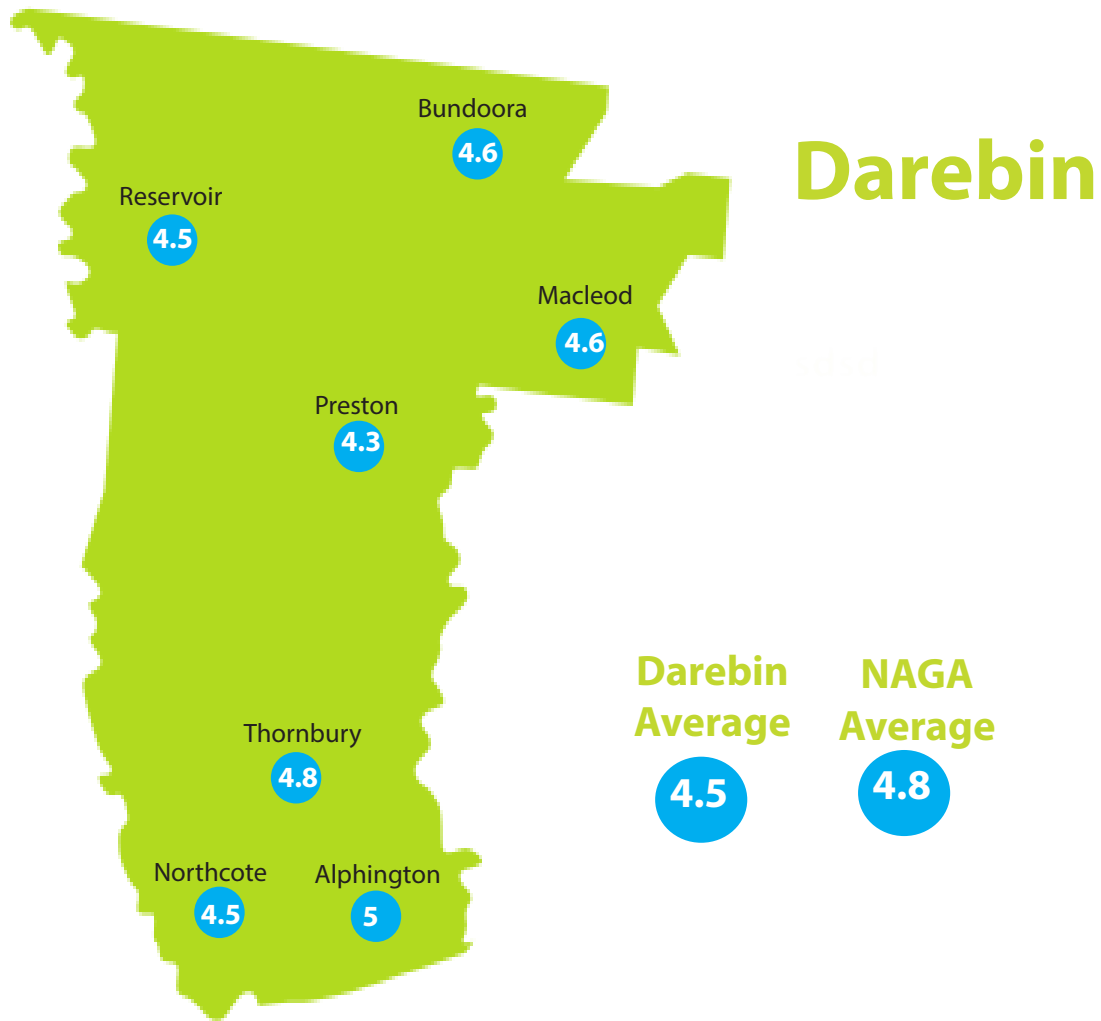 Darebin
Bundoora
4.6
Reservoir
4.5
Macleod
4.6
Preston
4.3
Thornbury
4.8
Northcote
4.5
Alphington
5
Darebin
Average
4.5
NAGA
Average
4.8